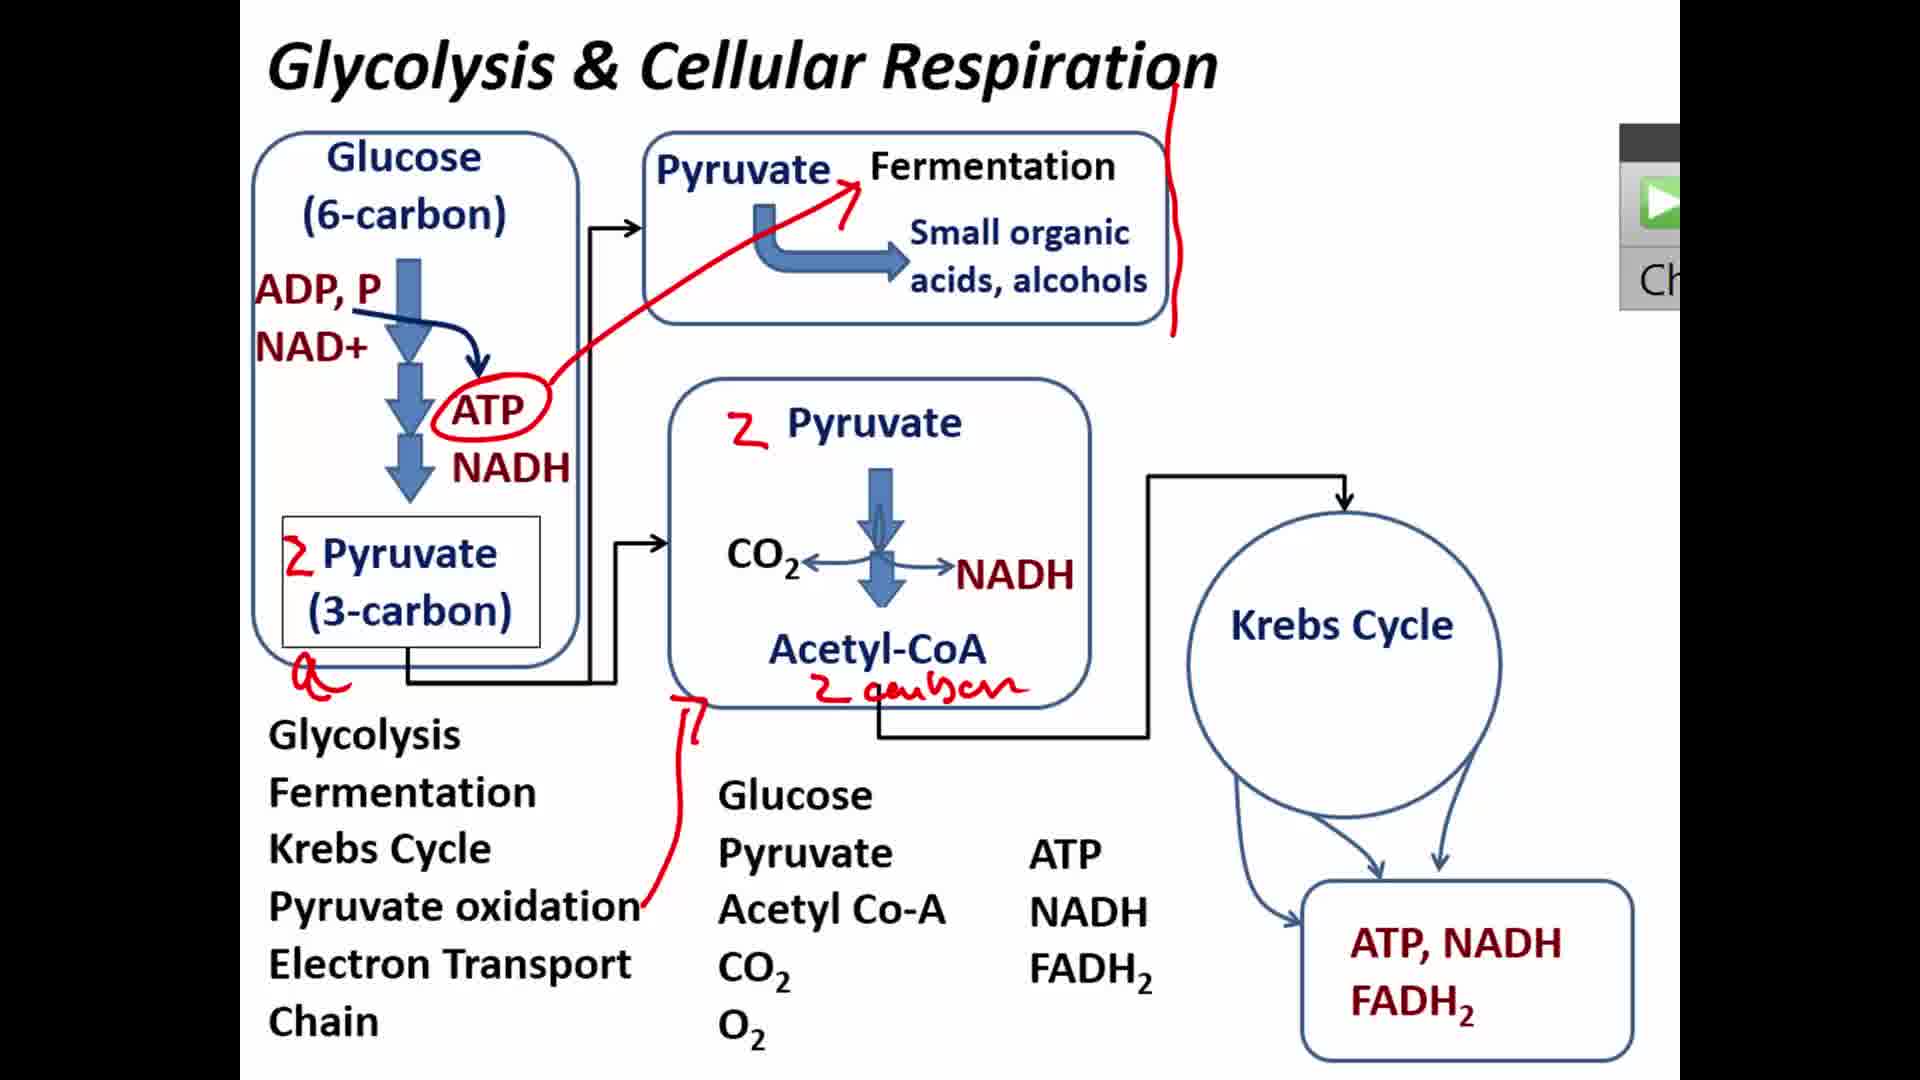 Glycolysis & Cellular Respiration
Glucose
(6-carbon)
ADP, P
NAD+
ATP
NADH
2 Pyruvate
(3-carbon)
Pyruvate
Fermentation
Small organic
acids, alcohols
2 Pyruvate
CO₂
NADH
Acetyl-CoA
2 carbon
Krebs Cycle
ATP, NADH
FADH₂
Glycolysis
Fermentation
Krebs Cycle
Pyruvate oxidation
Electron Transport
Chain
Glucose
Pyruvate
Acetyl Co-A
CO₂
O₂
ATP
NADH
FADH₂
Ch